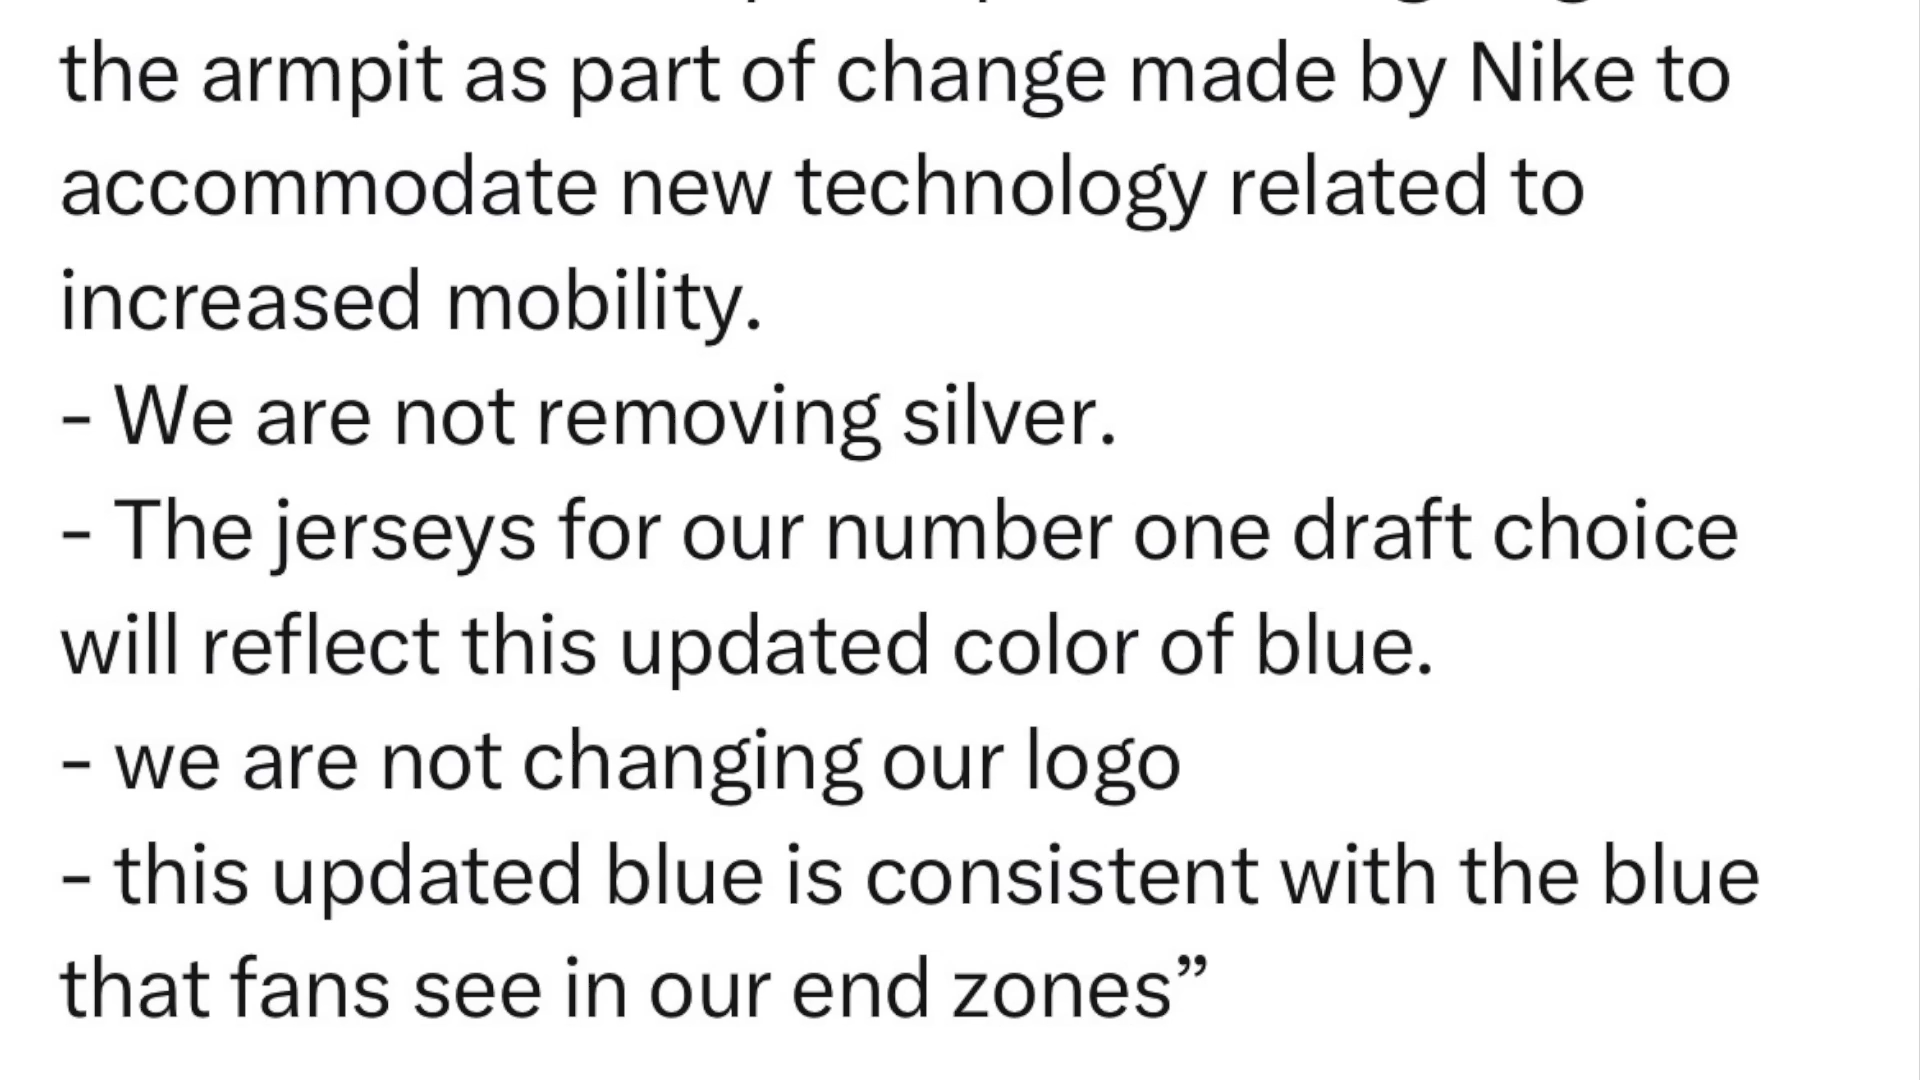 the armpit as part of change made by Nike to
accommodate new technology related to
increased mobility.
- We are not removing silver.
- The jerseys for our number one draft choice
will reflect this updated color of blue.
- we are not changing our logo
- this updated blue is consistent with the blue
that fans see in our end zones”